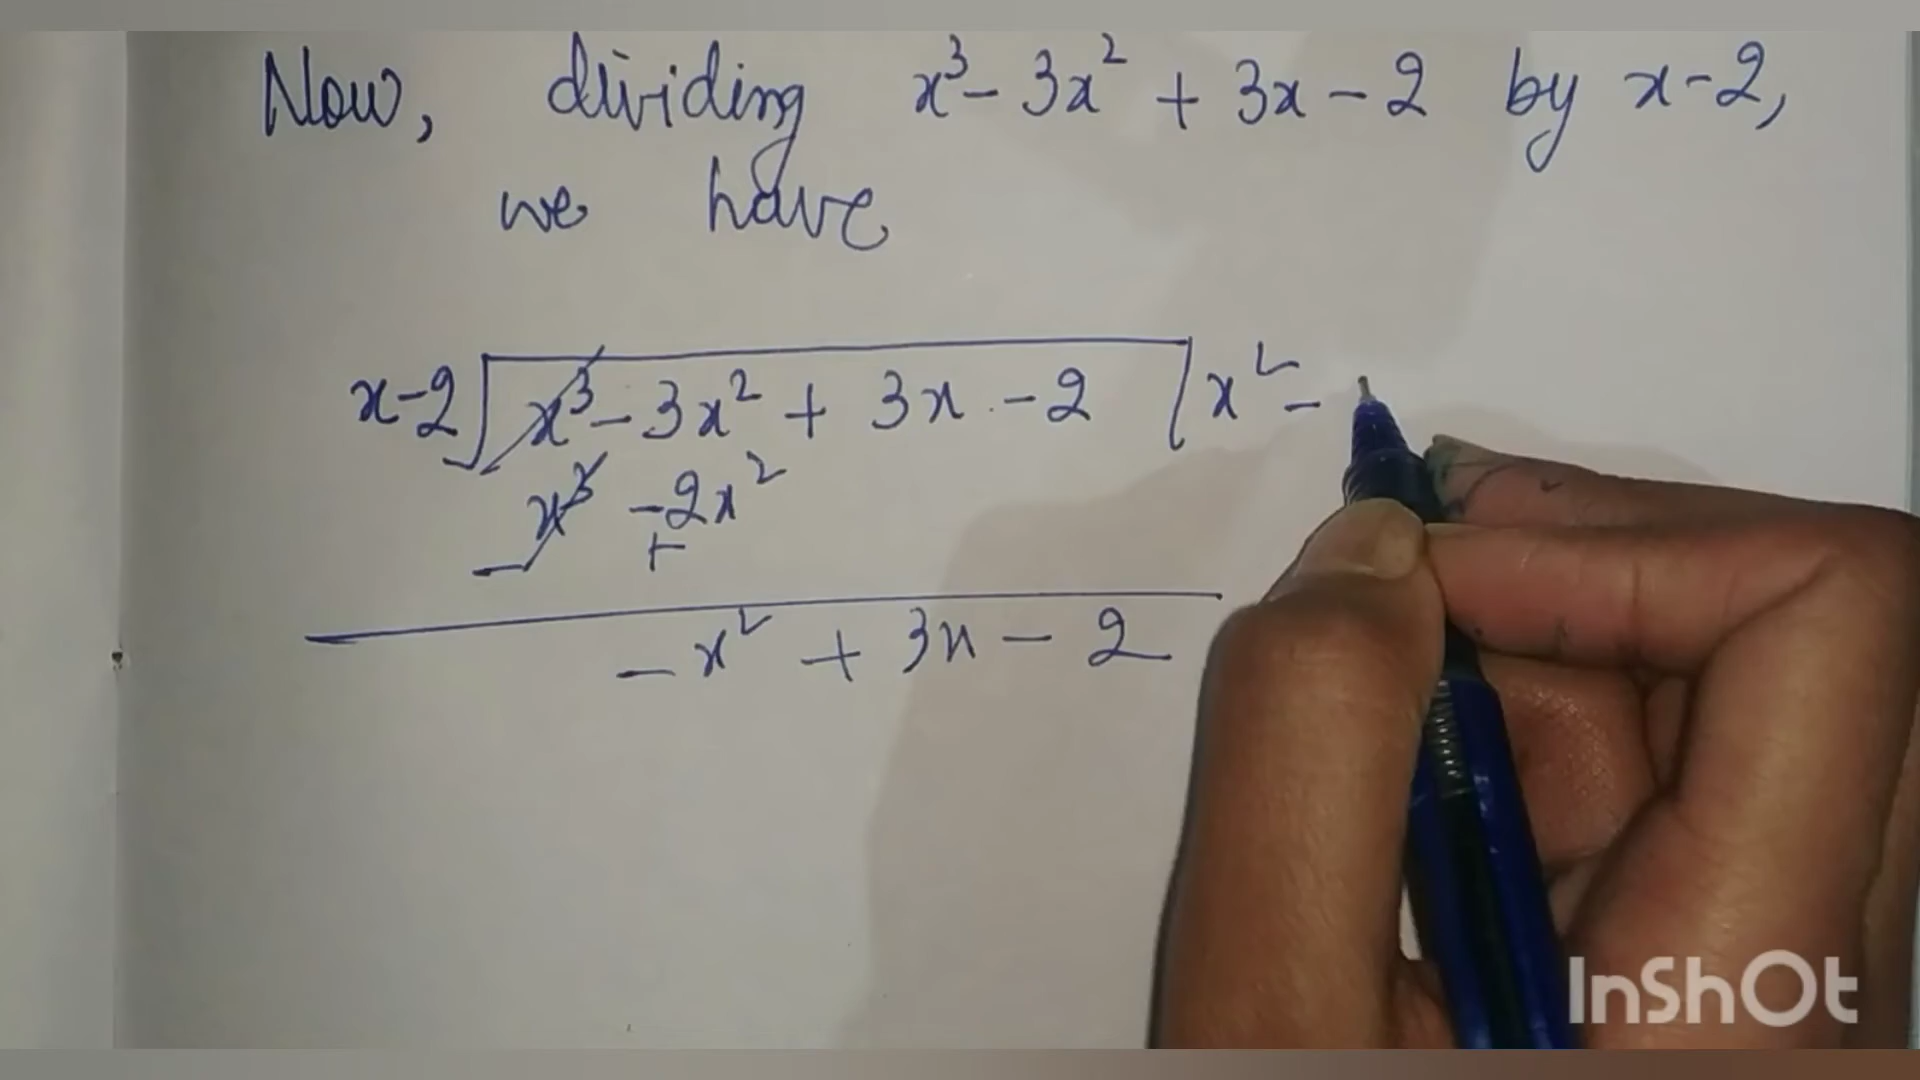 Now, dividing x³ - 3x² + 3x - 2 by x-2,
we have
x-2 x³ - 3x² + 3x - 2 x² -
x³ - 2x²
- +
- x² + 3x - 2
InShOt